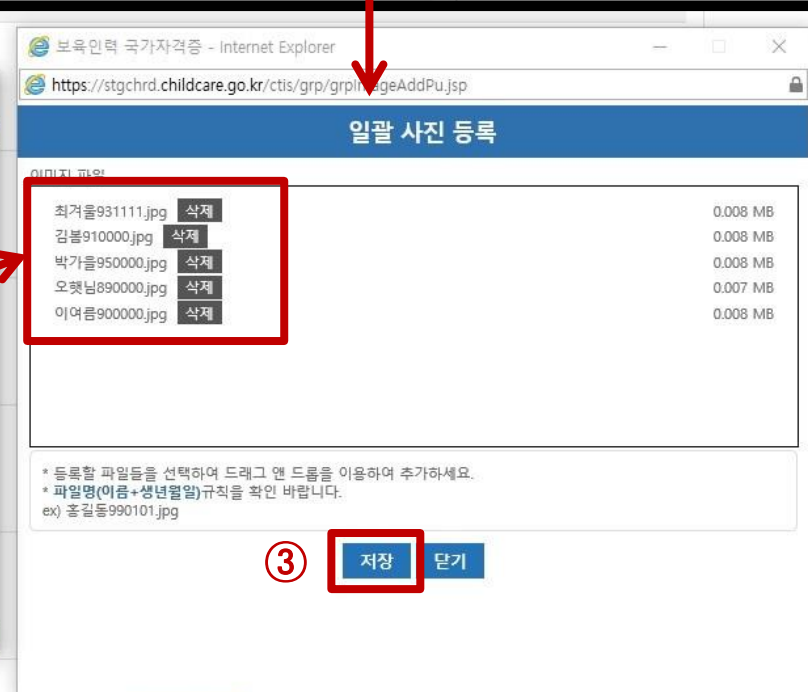 보육인력 국가자격증 - Internet Explorer
https://stgchrd.childcare.go.kr/ctis/grp/grpImageAddPu.jsp
일괄 사진 등록
이미지 파일
최겨울931111.jpg 삭제 0.008 MB
김봄910000.jpg 삭제 0.008 MB
박가을950000.jpg 삭제 0.008 MB
오햇님890000.jpg 삭제 0.007 MB
이여름900000.jpg 삭제 0.008 MB
* 등록할 파일들을 선택하여 드래그 앤 드롭을 이용하여 추가하세요.
* 파일명(이름+생년월일)규칙을 확인 바랍니다.
ex) 홍길동990101.jpg
③ 저장 닫기